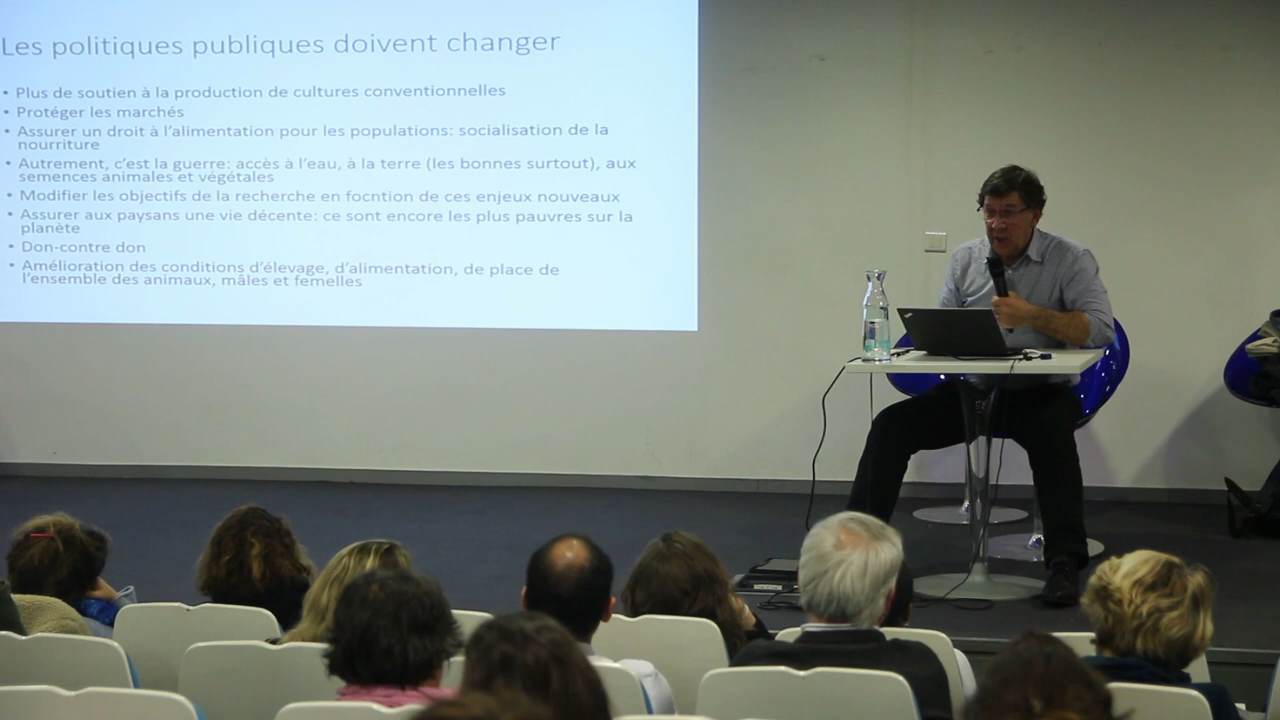 Les politiques publiques doivent changer
• Plus de soutien à la production de cultures conventionnelles
• Protéger les marchés
• Assurer un droit à l'alimentation pour les populations: socialisation de la
nourriture
• Autrement, c'est la guerre: accès à l'eau, à la terre (les bonnes surtout), aux
semences animales et végétales
• Modifier les objectifs de la recherche en focntion de ces enjeux nouveaux
• Assurer aux paysans une vie décente: ce sont encore les plus pauvres sur la
planète
• Don-contre don
• Amélioration des conditions d'élevage, d'alimentation, de place de
l'ensemble des animaux, mâles et femelles